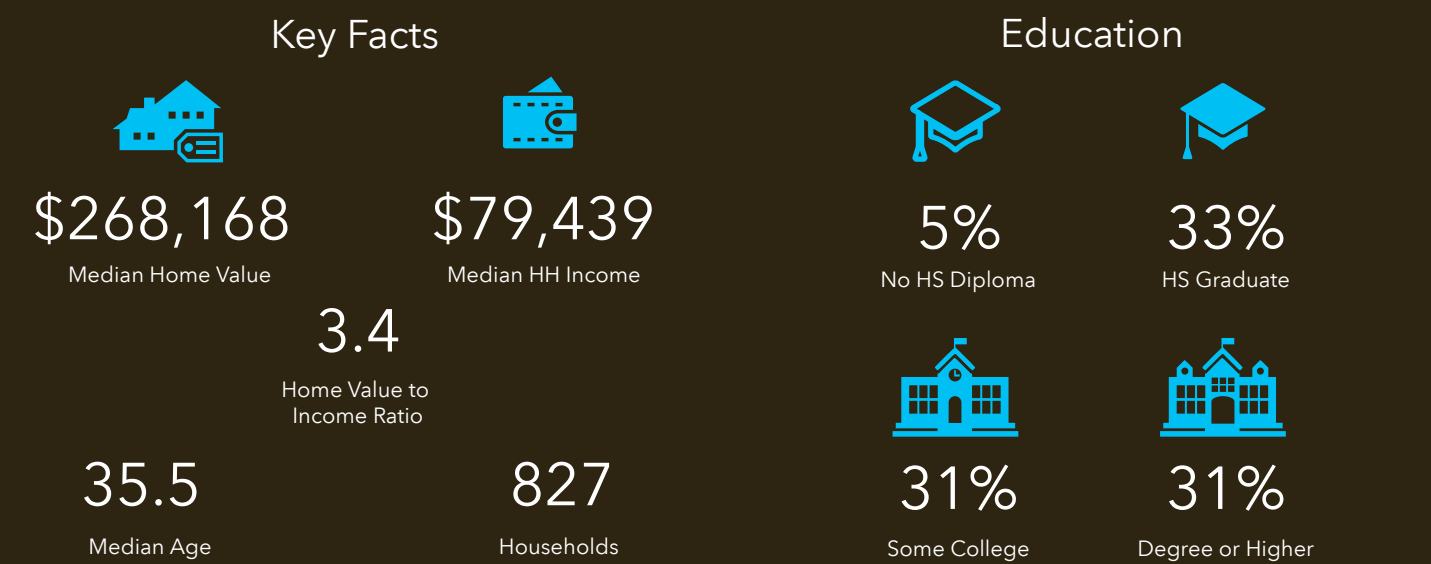 Key Facts
$268,168
Median Home Value
$79,439
Median HH Income
3.4
Home Value to
Income Ratio
35.5
Median Age
827
Households
Education
5%
No HS Diploma
33%
HS Graduate
31%
Some College
31%
Degree or Higher